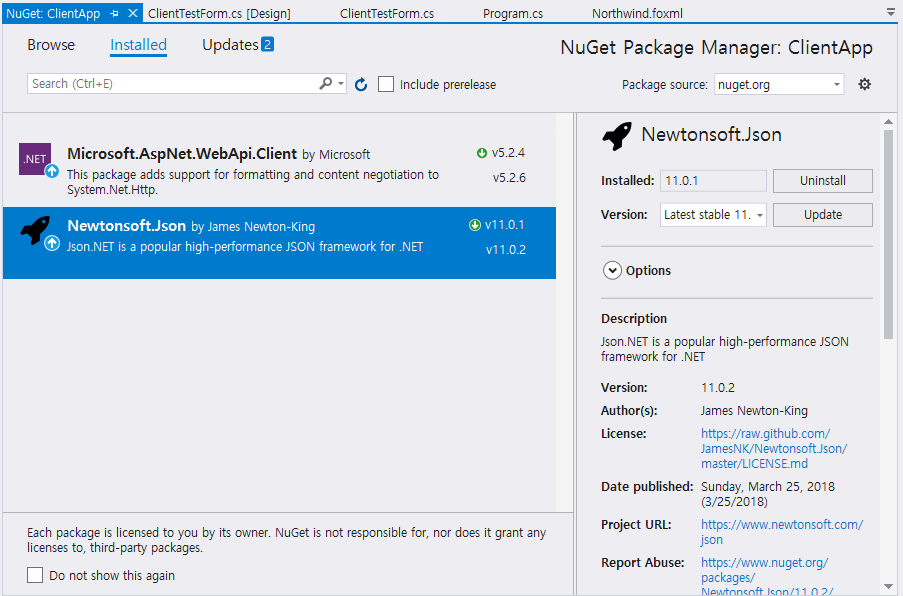 NuGet: ClientApp
ClientTestForm.cs [Design]
ClientTestForm.cs
Program.cs
Northwind.foxml
Browse
Installed
Updates 2
NuGet Package Manager: ClientApp
Search (Ctrl+E)
Include prerelease
Package source: nuget.org
.NET
Microsoft.AspNet.WebApi.Client by Microsoft
v5.2.4
This package adds support for formatting and content negotiation to
System.Net.Http.
v5.2.6
Newtonsoft.Json by James Newton-King
v11.0.1
Json.NET is a popular high-performance JSON framework for .NET
v11.0.2
Each package is licensed to you by its owner. NuGet is not responsible for, nor does it grant any
licenses to, third-party packages.
Do not show this again
Newtonsoft.Json
Installed: 11.0.1
Uninstall
Version: Latest stable 11.
Update
Options
Description
Json.NET is a popular high-performance JSON
framework for .NET
Version: 11.0.2
Author(s): James Newton-King
License: https://raw.github.com/
JamesNK/Newtonsoft.Json/
master/LICENSE.md
Date published: Sunday, March 25, 2018
(3/25/2018)
Project URL: https://www.newtonsoft.com/
json
Report Abuse: https://www.nuget.org/
packages/
Newtonsoft.Json/11.0.2/